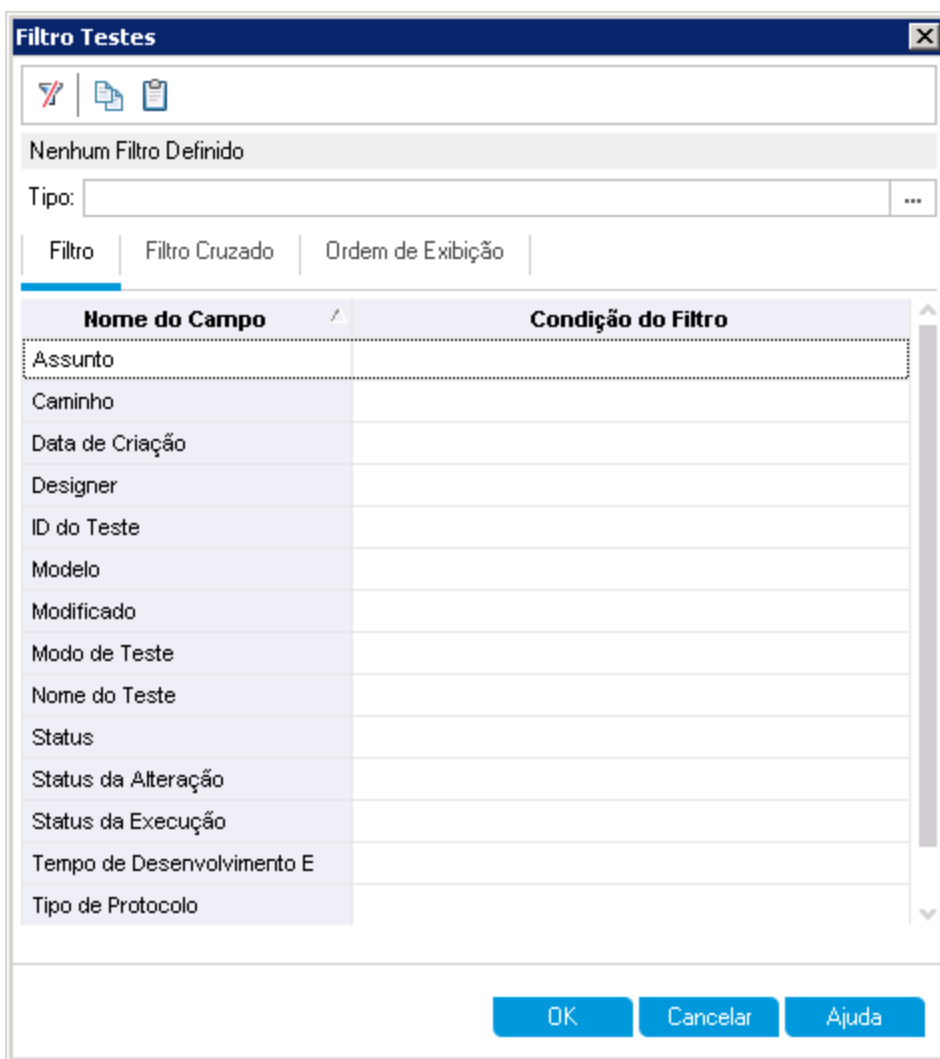 Filtro Testes
Nenhum Filtro Definido
Tipo:
...
Filtro Filtro Cruzado Ordem de Exibição
Nome do Campo Condição do Filtro
Assunto
Caminho
Data de Criação
Designer
ID do Teste
Modelo
Modificado
Modo de Teste
Nome do Teste
Status
Status da Alteração
Status da Execução
Tempo de Desenvolvimento E
Tipo de Protocolo
OK Cancelar Ajuda